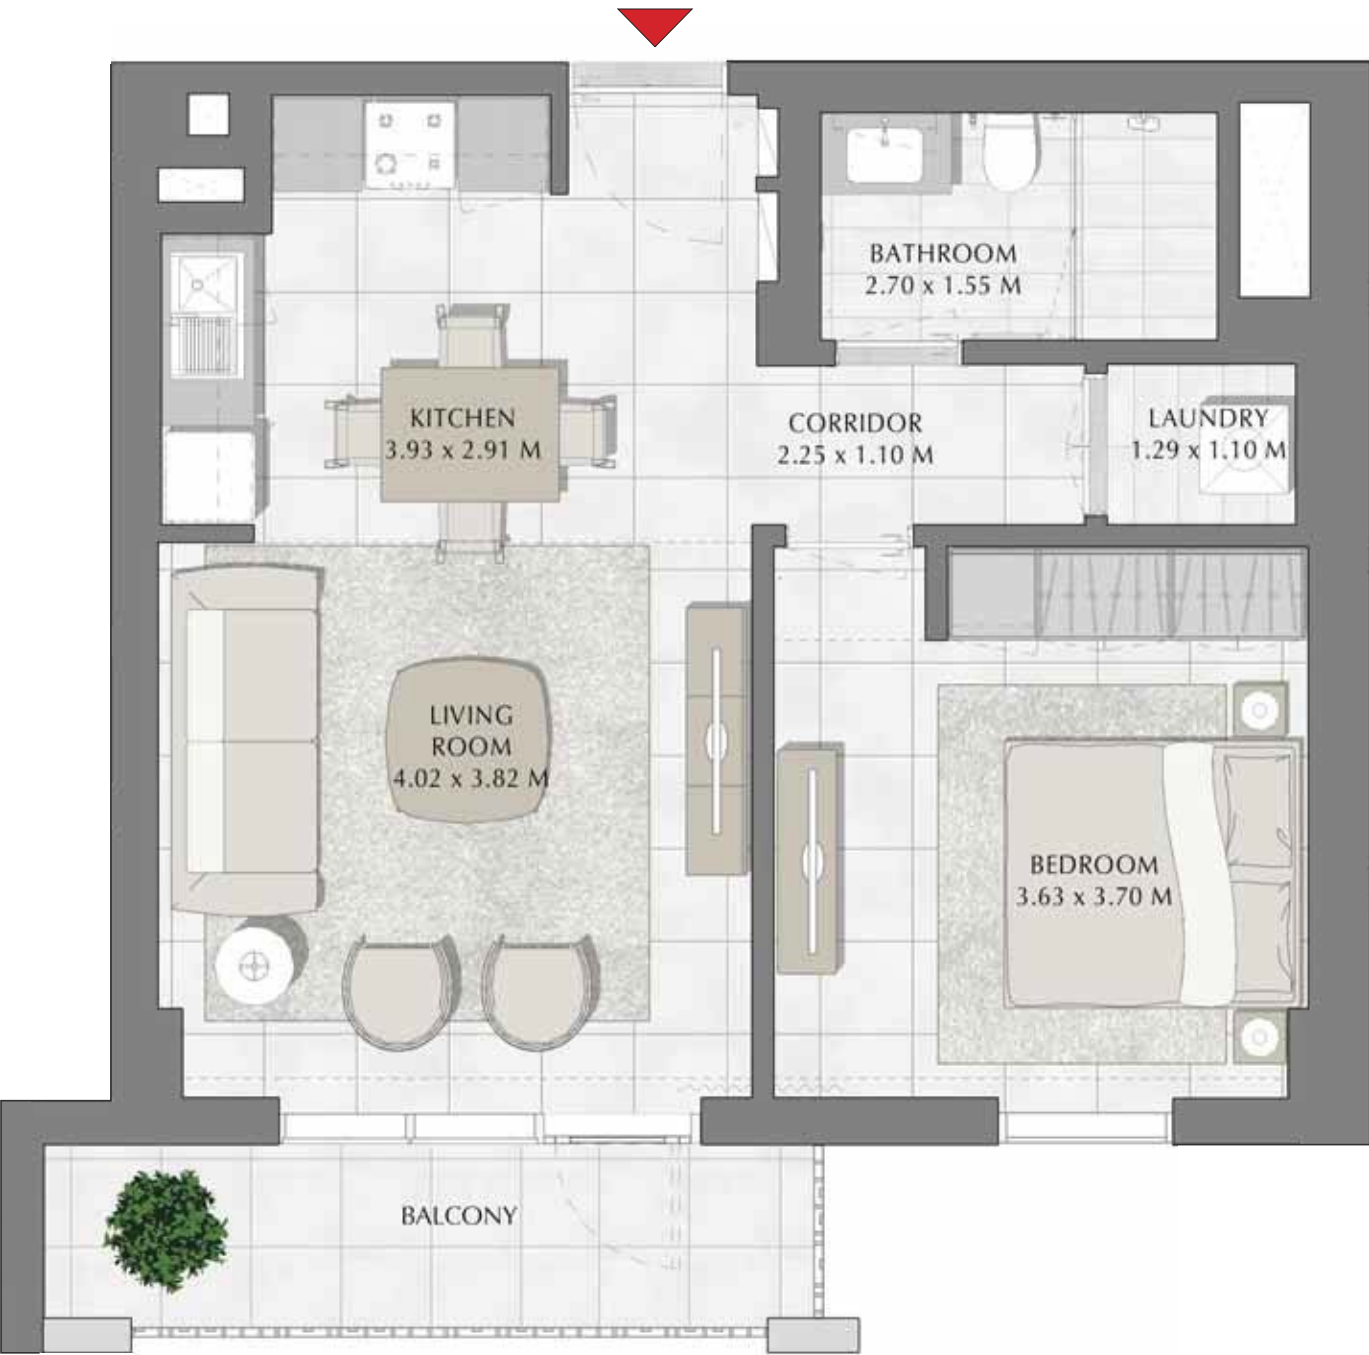 BATHROOM
2.70 x 1.55 M
KITCHEN
3.93 x 2.91 M
CORRIDOR
2.25 x 1.10 M
LAUNDRY
1.29 x 1.10 M
LIVING
ROOM
4.02 x 3.82 M
BEDROOM
3.63 x 3.70 M
BALCONY